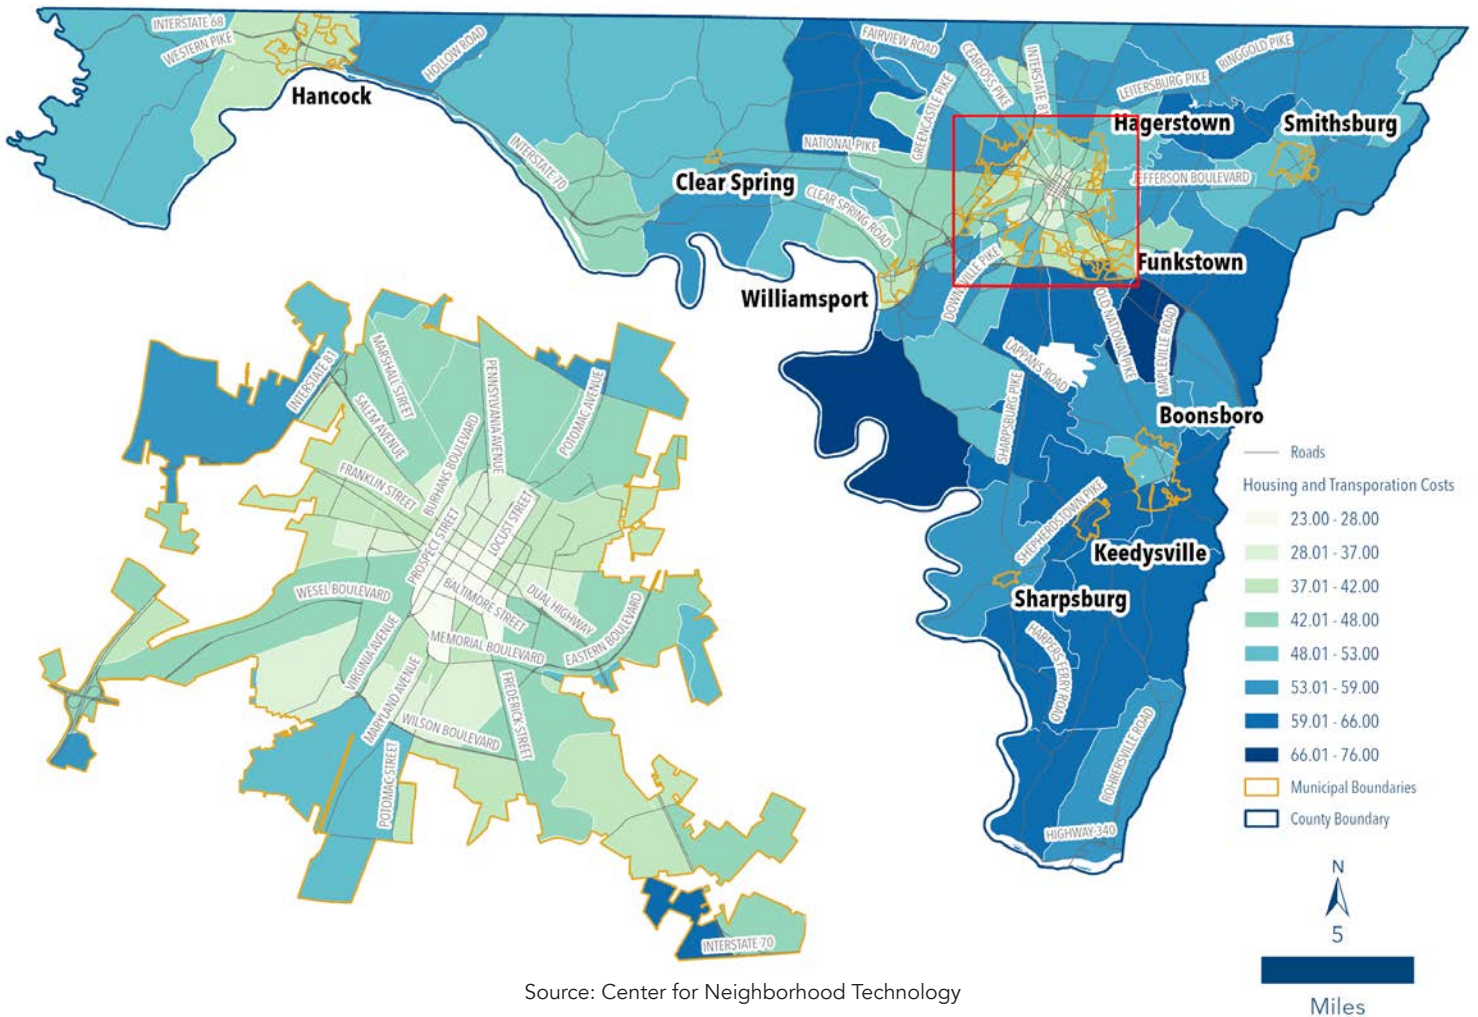 INTERSTATE 68
WESTERN PIKE
HOLLOW ROAD
Hancock
INTERSTATE 70
Clear Spring
NATIONAL PIKE
CLEAR SPRING ROAD
Williamsport
FAIRVIEW ROAD
GREENCASTLE PIKE
CEARFOSS PIKE
INTERSTATE 81
LEITERSBURG PIKE
RINGGOLD PIKE
Hagerstown
Smithsburg
JEFFERSON BOULEVARD
Funkstown
DOWNSVILLE PIKE
OLD NATIONAL PIKE
MAPLEVILLE ROAD
LAPPANS ROAD
SHARPSBURG PIKE
Boonsboro
SHEPHERDSTOWN PIKE
Keedysville
Sharpsburg
HARPERS FERRY ROAD
ROHRERSVILLE ROAD
HIGHWAY 340
INTERSTATE 81
MARSHALL STREET
SALEM AVENUE
PENNSYLVANIA AVENUE
POTOMAC AVENUE
BURHANS BOULEVARD
FRANKLIN STREET
PROSPECT STREET
LOCUST STREET
WESEL BOULEVARD
BALTIMORE STREET
DUAL HIGHWAY
MEMORIAL BOULEVARD
EASTERN BOULEVARD
VIRGINIA AVENUE
MARYLAND AVENUE
WILSON BOULEVARD
FREDERICK STREET
POTOMAC STREET
INTERSTATE 70
Roads
Housing and Transporation Costs
23.00 - 28.00
28.01 - 37.00
37.01 - 42.00
42.01 - 48.00
48.01 - 53.00
53.01 - 59.00
59.01 - 66.00
66.01 - 76.00
Municipal Boundaries
County Boundary
N
5
Miles
Source: Center for Neighborhood Technology